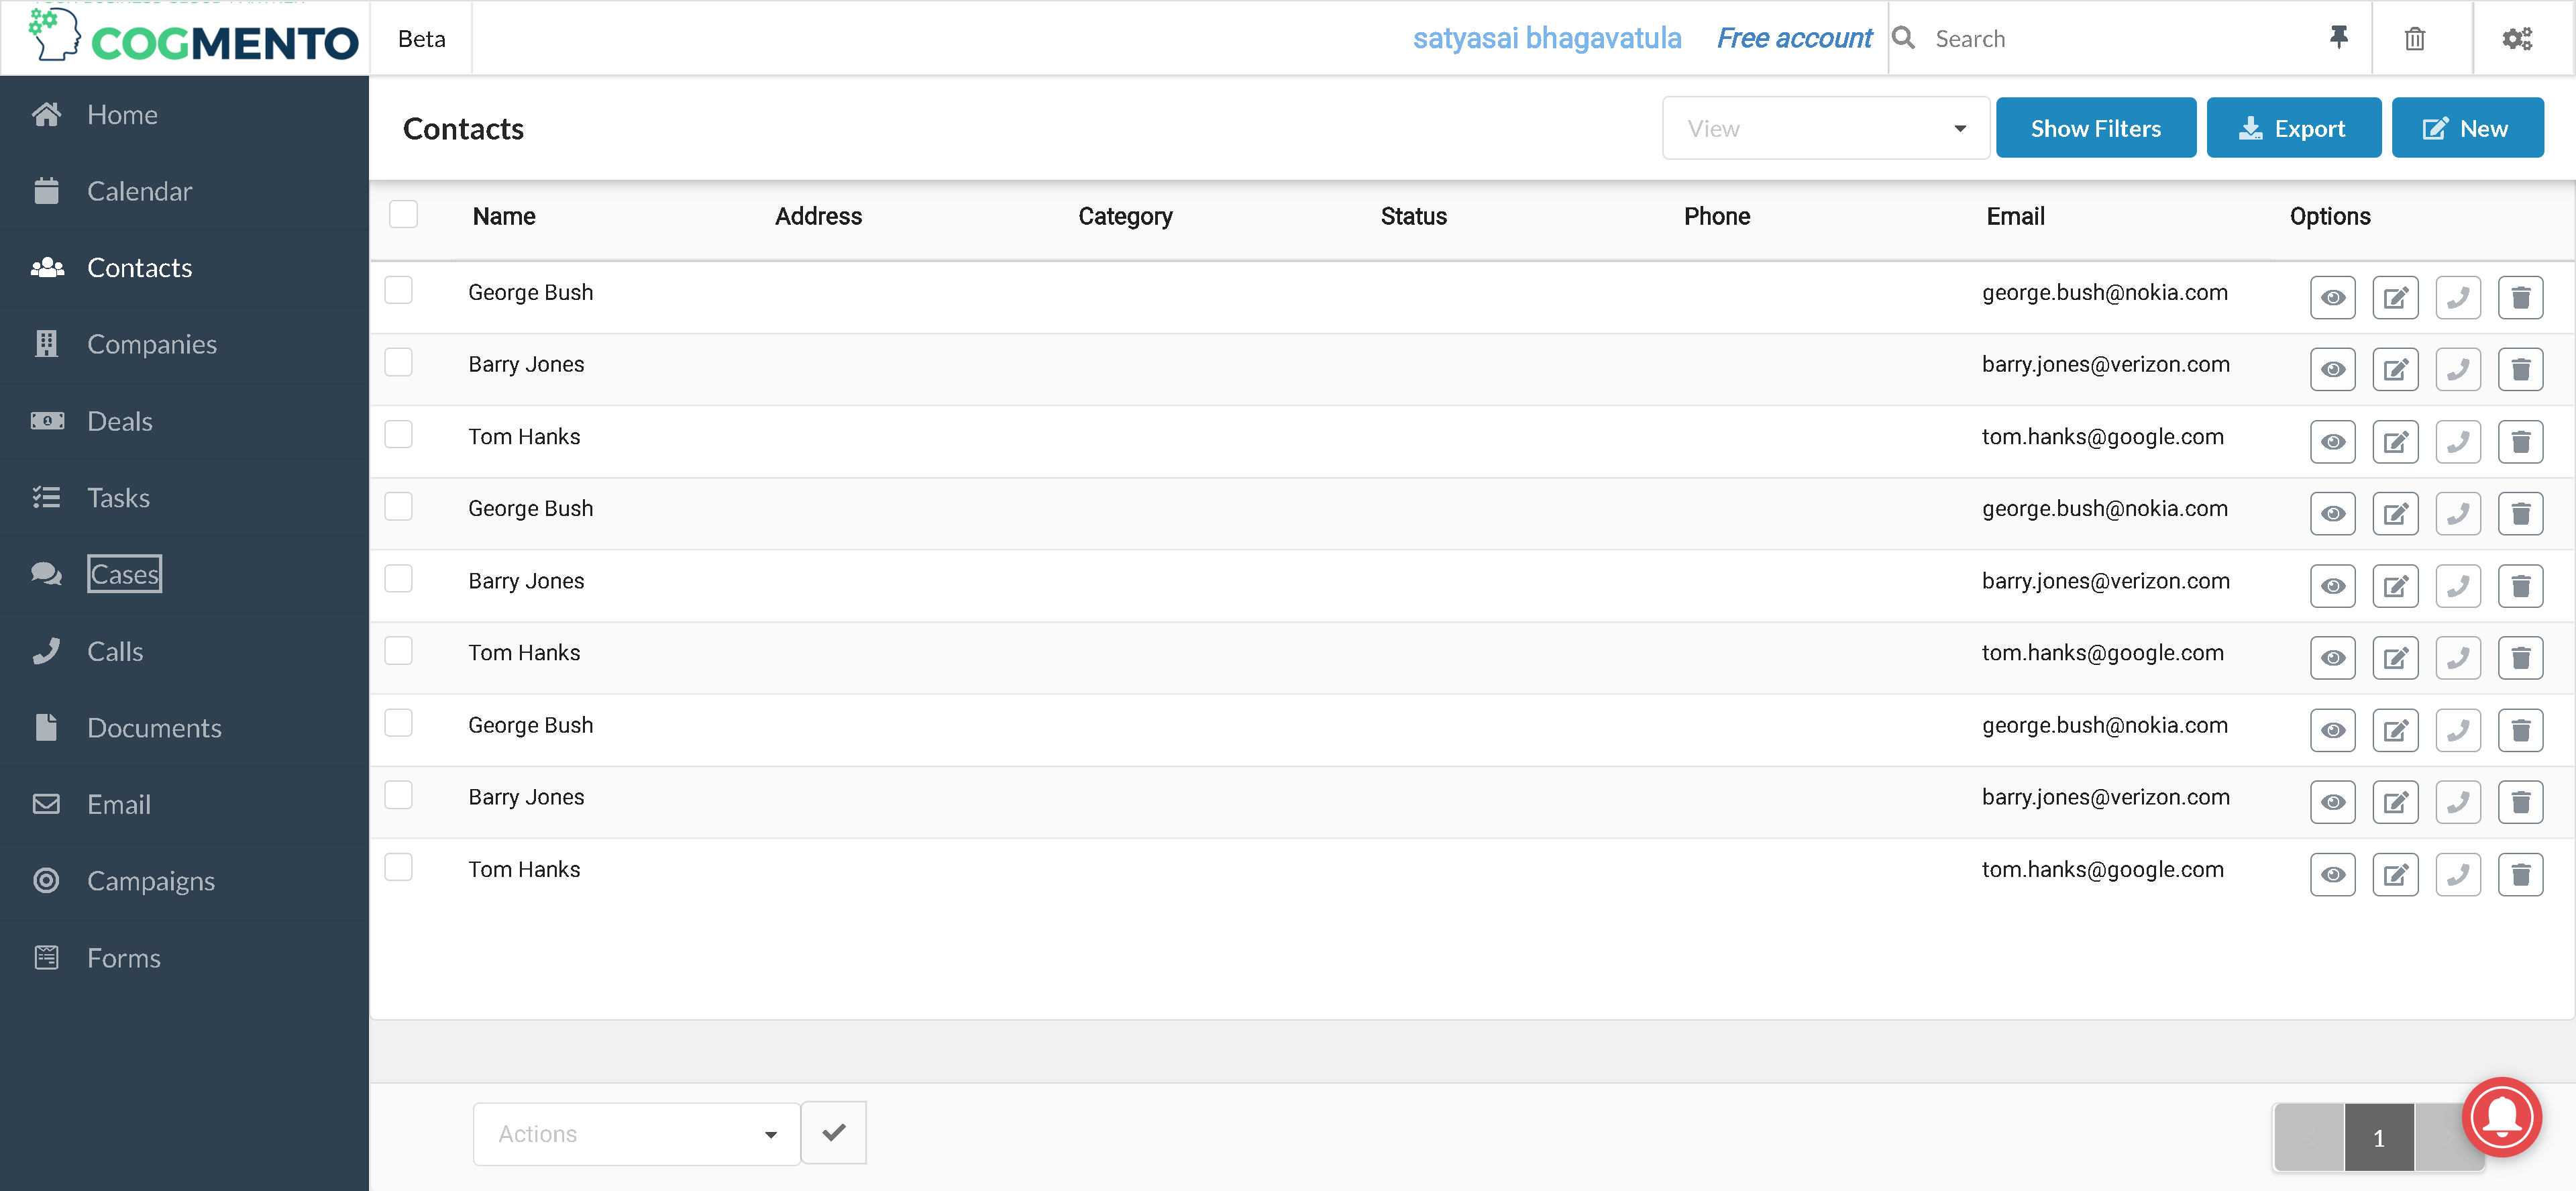 COGMENTO
Beta
satyasai bhagavatula
Free account
Search
Home
Calendar
Contacts
Companies
Deals
Tasks
Cases
Calls
Documents
Email
Campaigns
Forms
Contacts
View
Show Filters
Export
New
Name Address Category Status Phone Email Options
George Bush george.bush@nokia.com
Barry Jones barry.jones@verizon.com
Tom Hanks tom.hanks@google.com
George Bush george.bush@nokia.com
Barry Jones barry.jones@verizon.com
Tom Hanks tom.hanks@google.com
George Bush george.bush@nokia.com
Barry Jones barry.jones@verizon.com
Tom Hanks tom.hanks@google.com
Actions
1